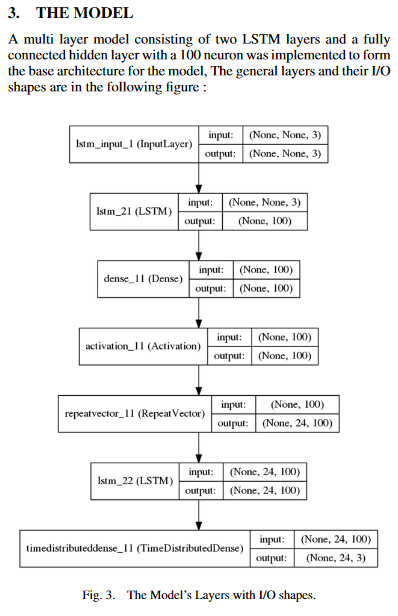 3. THE MODEL
A multi layer model consisting of two LSTM layers and a fully
connected hidden layer with a 100 neuron was implemented to form
the base architecture for the model, The general layers and their I/O
shapes are in the following figure :
lstm_input_1 (InputLayer) input: (None, None, 3)
output: (None, None, 3)
lstm_21 (LSTM) input: (None, None, 3)
output: (None, 100)
dense_11 (Dense) input: (None, 100)
output: (None, 100)
activation_11 (Activation) input: (None, 100)
output: (None, 100)
repeatvector_11 (RepeatVector) input: (None, 100)
output: (None, 24, 100)
lstm_22 (LSTM) input: (None, 24, 100)
output: (None, 24, 100)
timedistributeddense_11 (TimeDistributedDense) input: (None, 24, 100)
output: (None, 24, 3)
Fig. 3. The Model's Layers with I/O shapes.